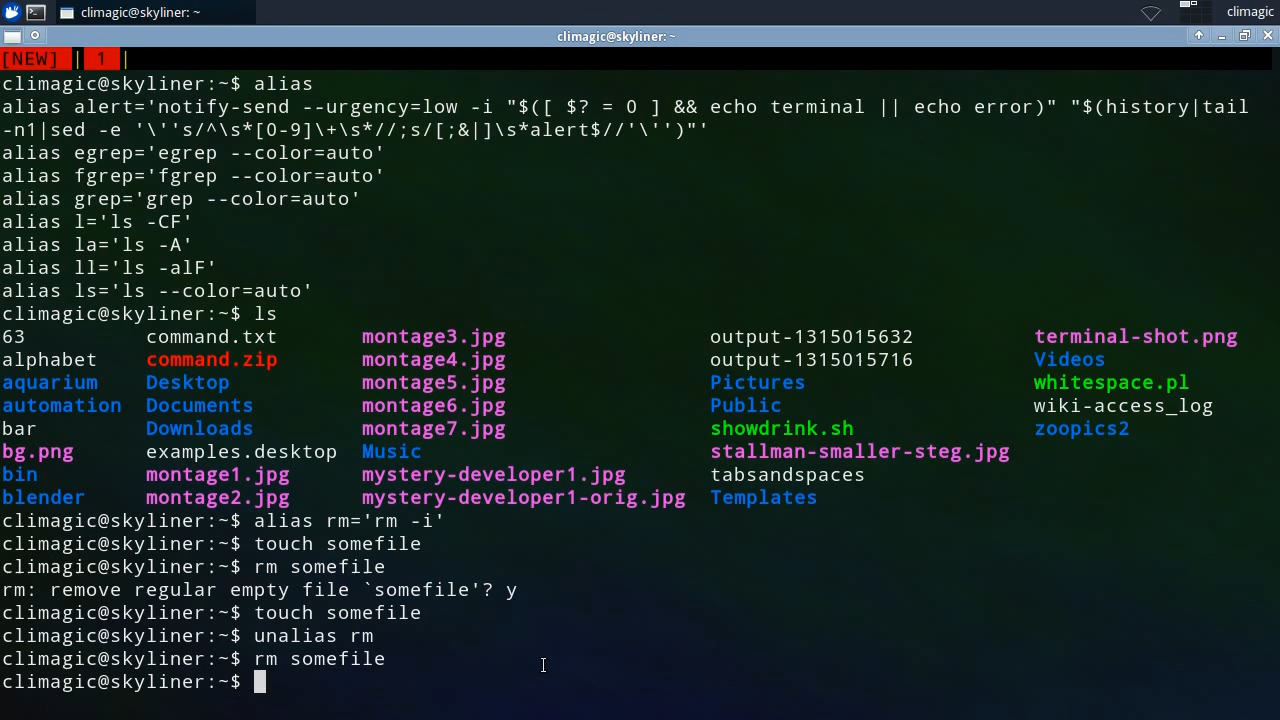 climagic@skyliner: ~ climagic
climagic@skyliner: ~
[NEW] | 1 |
climagic@skyliner:~$ alias
alias alert='notify-send --urgency=low -i "$([ $? = 0 ] && echo terminal || echo error)" "$(history|tail
-n1|sed -e '\''s/^\s*[0-9]\+\s*//;s/[;&|]\s*alert$//'\'')"'
alias egrep='egrep --color=auto'
alias fgrep='fgrep --color=auto'
alias grep='grep --color=auto'
alias l='ls -CF'
alias la='ls -A'
alias ll='ls -alF'
alias ls='ls --color=auto'
climagic@skyliner:~$ ls
63 command.txt montage3.jpg output-1315015632 terminal-shot.png
alphabet command.zip montage4.jpg output-1315015716 Videos
aquarium Desktop montage5.jpg Pictures whitespace.pl
automation Documents montage6.jpg Public wiki-access_log
bar Downloads montage7.jpg showdrink.sh zoopics2
bg.png examples.desktop Music stallman-smaller-steg.jpg
bin montage1.jpg mystery-developer1.jpg tabsandspaces
blender montage2.jpg mystery-developer1-orig.jpg Templates
climagic@skyliner:~$ alias rm='rm -i'
climagic@skyliner:~$ touch somefile
climagic@skyliner:~$ rm somefile
rm: remove regular empty file `somefile'? y
climagic@skyliner:~$ touch somefile
climagic@skyliner:~$ unalias rm
climagic@skyliner:~$ rm somefile
climagic@skyliner:~$